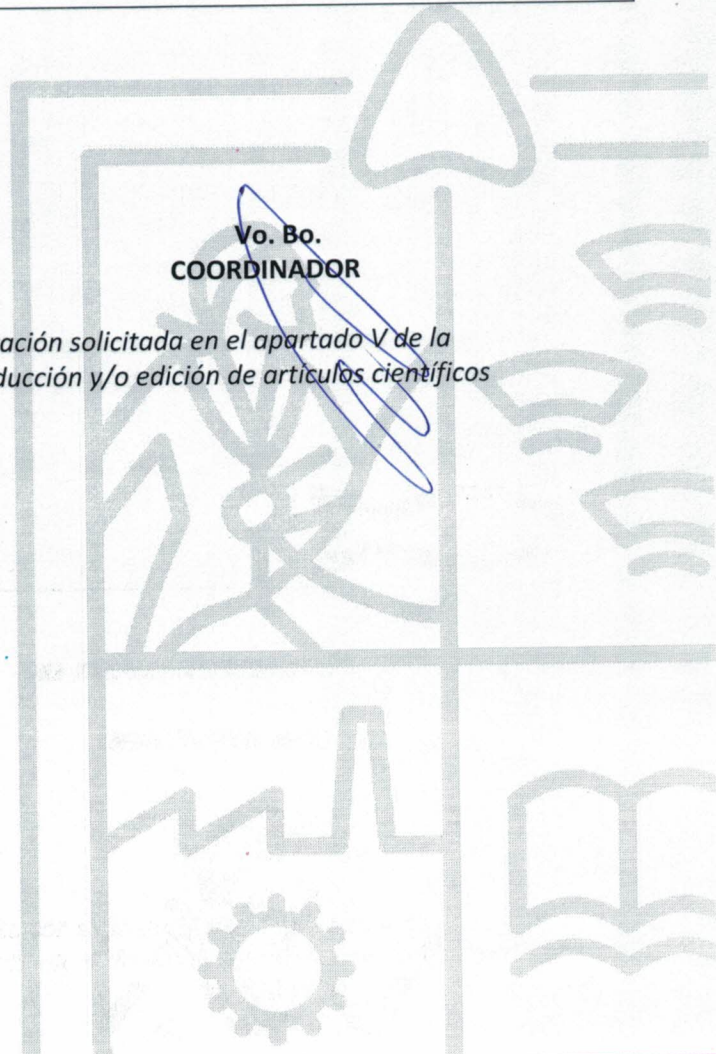 Vo. Bo.
COORDINADOR
ación solicitada en el apartado V de la
ducción y/o edición de artículos científicos